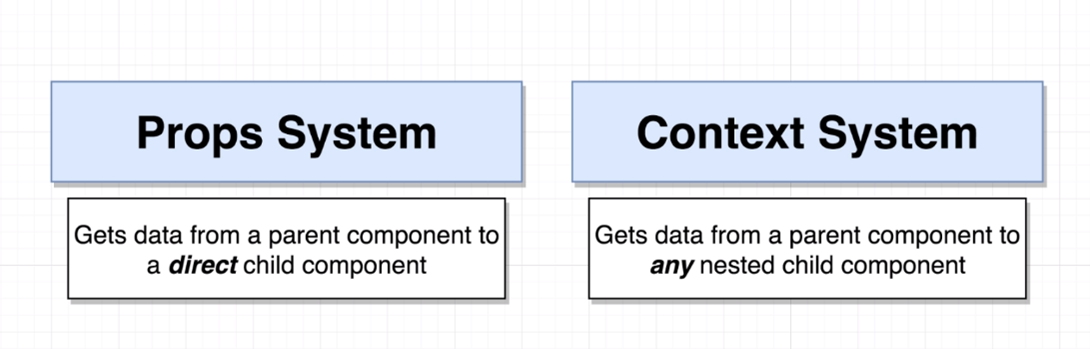 Props System
Gets data from a parent component to
a direct child component
Context System
Gets data from a parent component to
any nested child component